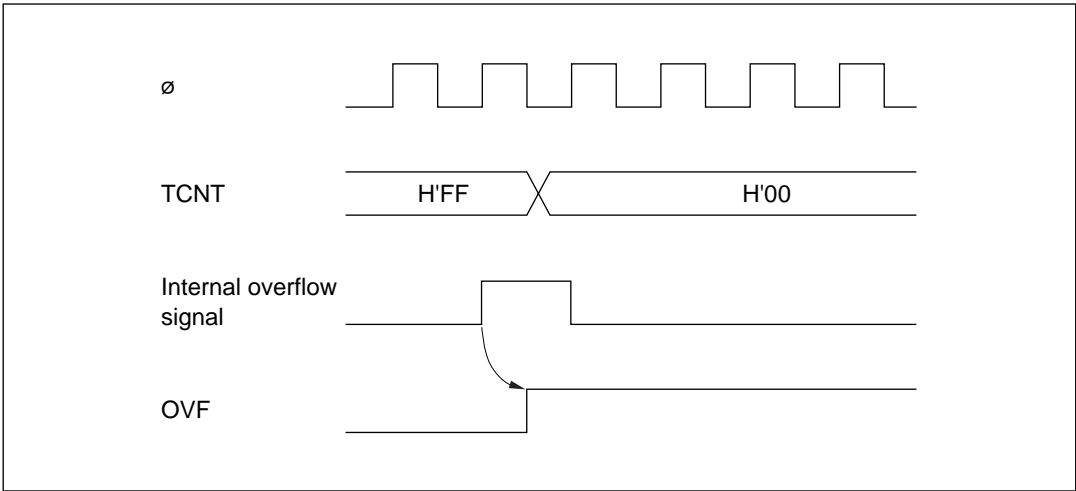 ø
TCNT
H'FF
H'00
Internal overflow
signal
OVF